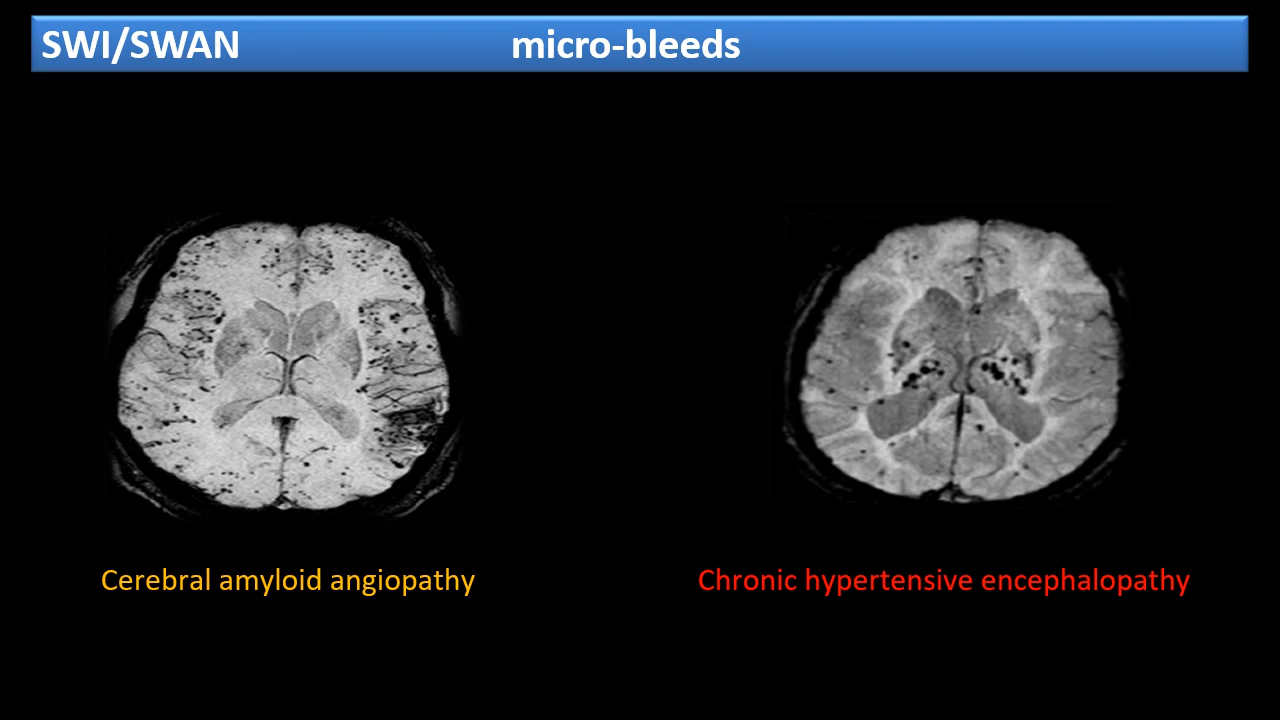 SWI/SWAN micro-bleeds
Cerebral amyloid angiopathy
Chronic hypertensive encephalopathy